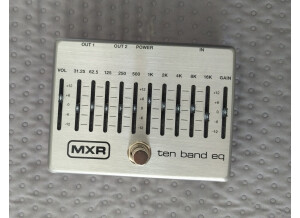 OUT 1 OUT 2 POWER IN
VOL 31.25 62.5 125 250 500 1K 2K 4K 8K 16K GAIN
MXR ten band eq